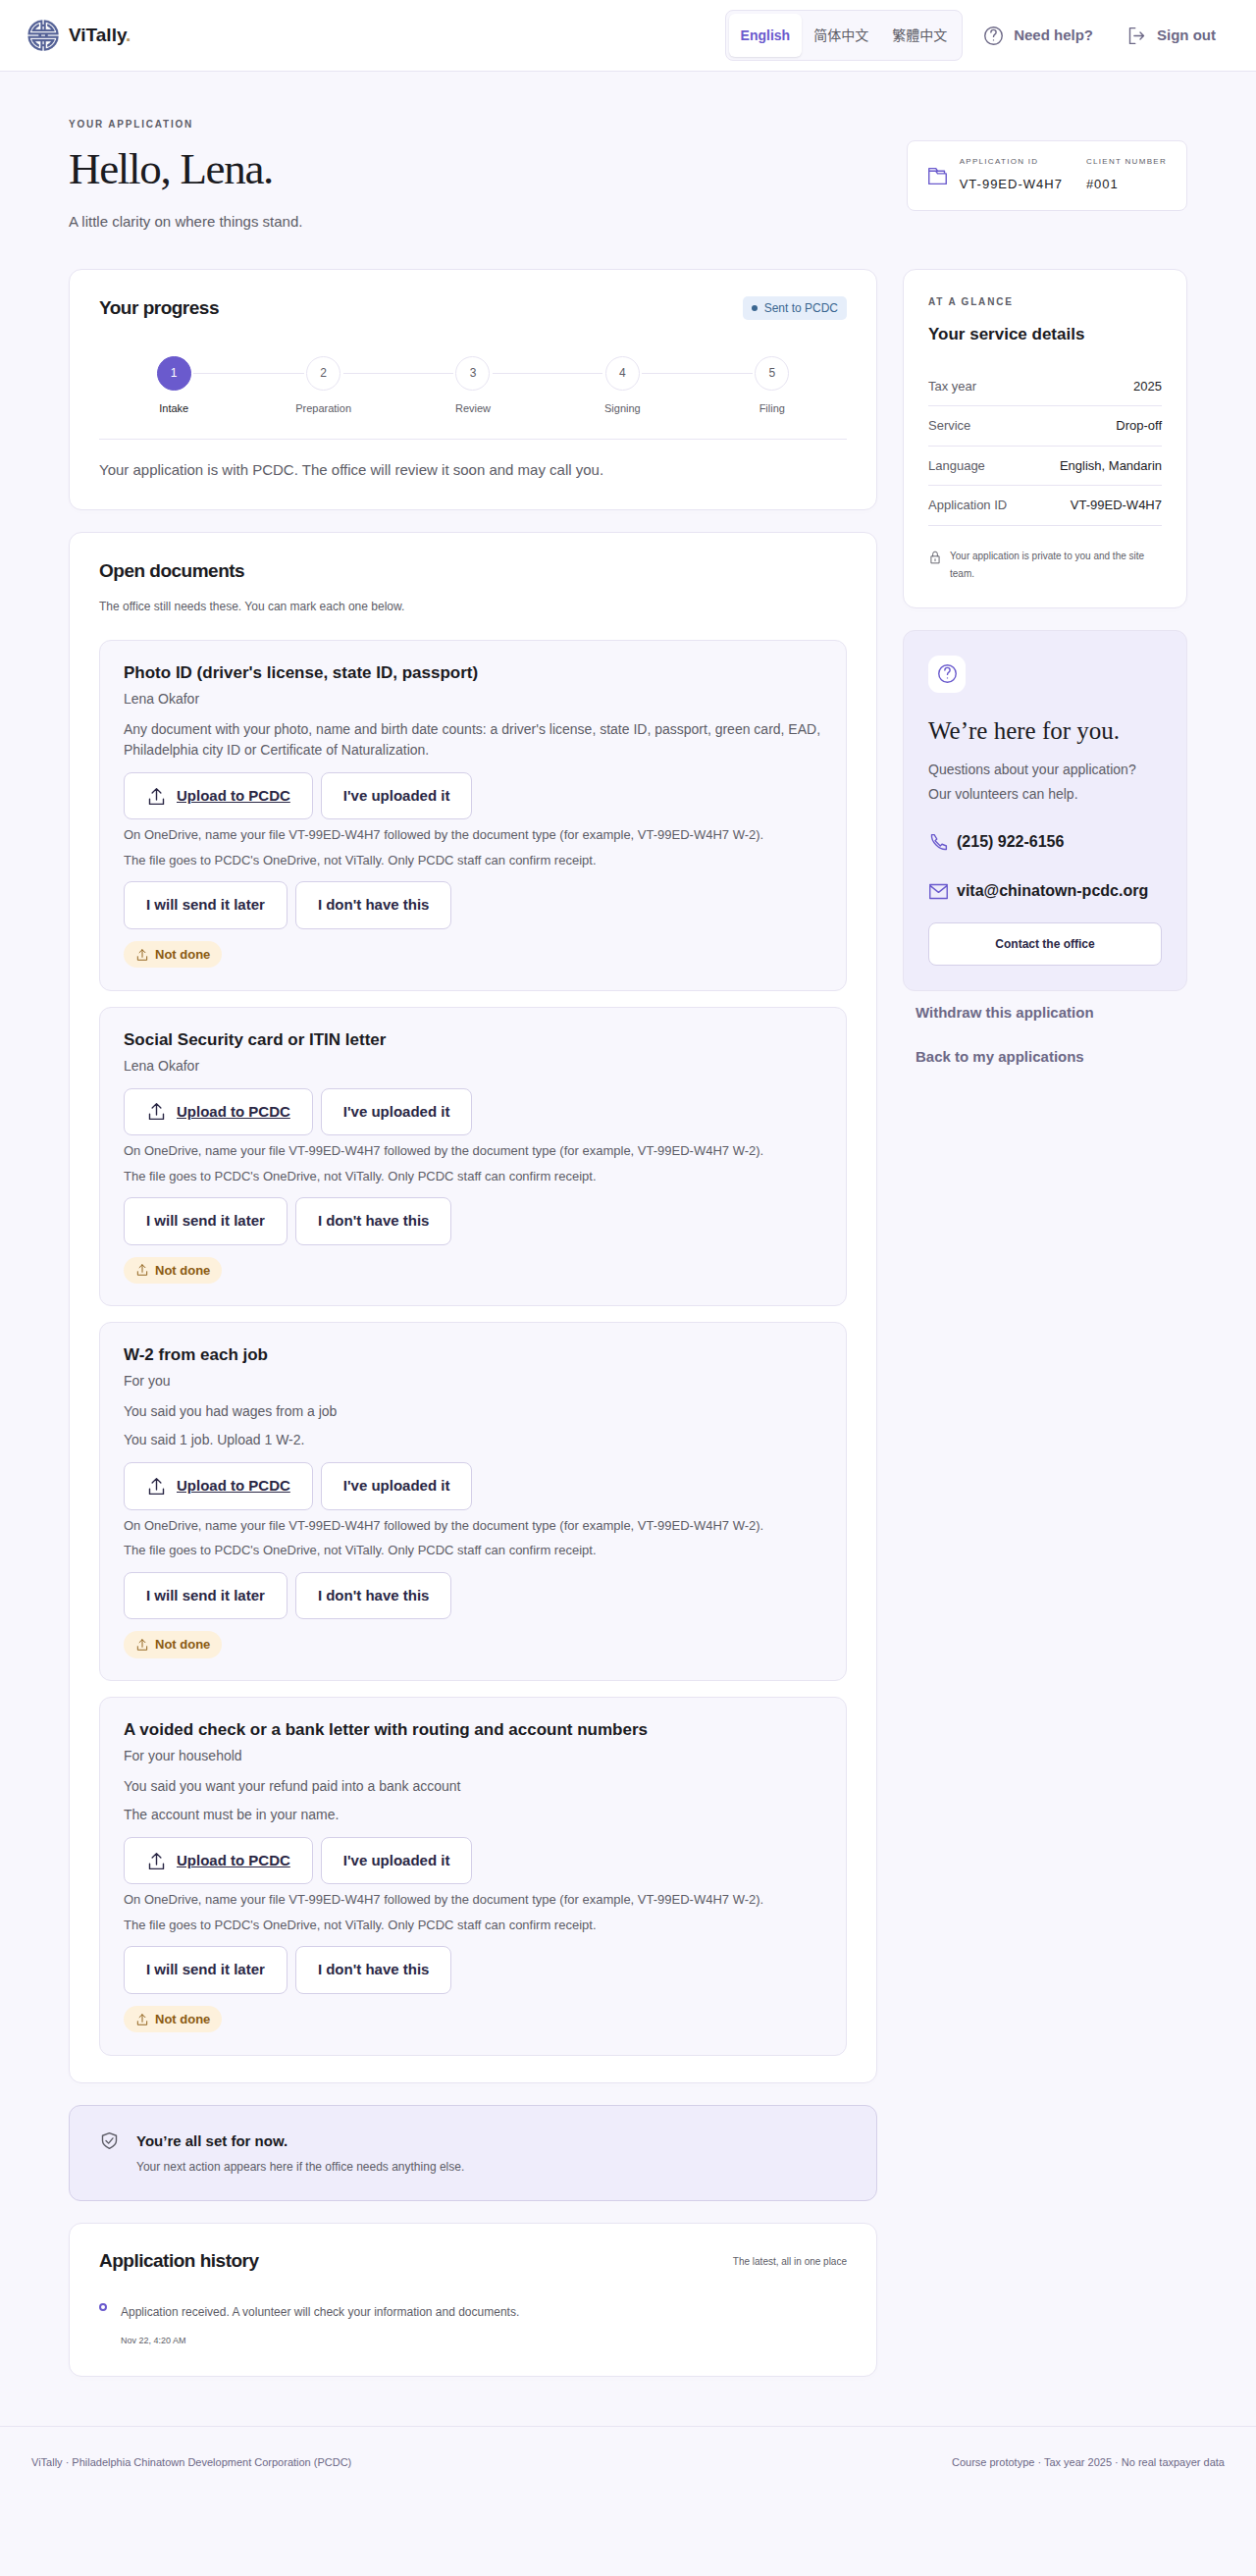 ViTally.
English 简体中文 繁體中文 Need help? Sign out
YOUR APPLICATION
Hello, Lena.
A little clarity on where things stand.
APPLICATION ID
VT-99ED-W4H7
CLIENT NUMBER
#001
Your progress
Sent to PCDC
1 2 3 4 5
Intake Preparation Review Signing Filing
Your application is with PCDC. The office will review it soon and may call you.
Open documents
The office still needs these. You can mark each one below.
Photo ID (driver's license, state ID, passport)
Lena Okafor
Any document with your photo, name and birth date counts: a driver's license, state ID, passport, green card, EAD,
Philadelphia city ID or Certificate of Naturalization.
Upload to PCDC I've uploaded it
On OneDrive, name your file VT-99ED-W4H7 followed by the document type (for example, VT-99ED-W4H7 W-2).
The file goes to PCDC's OneDrive, not ViTally. Only PCDC staff can confirm receipt.
I will send it later I don't have this
Not done
Social Security card or ITIN letter
Lena Okafor
Upload to PCDC I've uploaded it
On OneDrive, name your file VT-99ED-W4H7 followed by the document type (for example, VT-99ED-W4H7 W-2).
The file goes to PCDC's OneDrive, not ViTally. Only PCDC staff can confirm receipt.
I will send it later I don't have this
Not done
W-2 from each job
For you
You said you had wages from a job
You said 1 job. Upload 1 W-2.
Upload to PCDC I've uploaded it
On OneDrive, name your file VT-99ED-W4H7 followed by the document type (for example, VT-99ED-W4H7 W-2).
The file goes to PCDC's OneDrive, not ViTally. Only PCDC staff can confirm receipt.
I will send it later I don't have this
Not done
A voided check or a bank letter with routing and account numbers
For your household
You said you want your refund paid into a bank account
The account must be in your name.
Upload to PCDC I've uploaded it
On OneDrive, name your file VT-99ED-W4H7 followed by the document type (for example, VT-99ED-W4H7 W-2).
The file goes to PCDC's OneDrive, not ViTally. Only PCDC staff can confirm receipt.
I will send it later I don't have this
Not done
You’re all set for now.
Your next action appears here if the office needs anything else.
Application history
The latest, all in one place
Application received. A volunteer will check your information and documents.
Nov 22, 4:20 AM
AT A GLANCE
Your service details
Tax year 2025
Service Drop-off
Language English, Mandarin
Application ID VT-99ED-W4H7
Your application is private to you and the site
team.
We’re here for you.
Questions about your application?
Our volunteers can help.
(215) 922-6156
vita@chinatown-pcdc.org
Contact the office
Withdraw this application
Back to my applications
ViTally · Philadelphia Chinatown Development Corporation (PCDC)
Course prototype · Tax year 2025 · No real taxpayer data